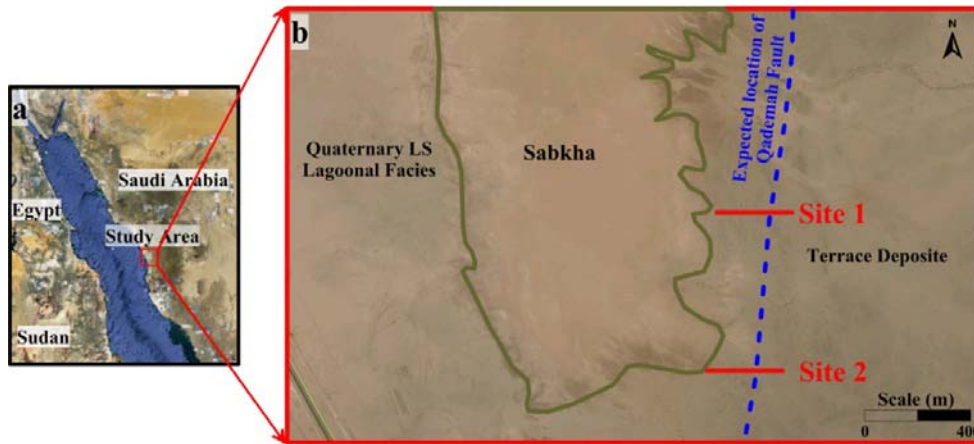 a
Saudi Arabia
Egypt
Study Area
Sudan
b
N
Expected location of
Qademah Fault
Quaternary LS
Lagoonal Facies
Sabkha
Site 1
Terrace Deposite
Site 2
Scale (m)
0